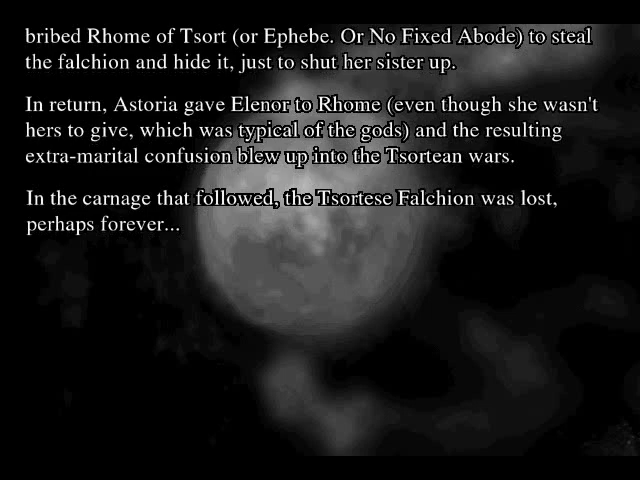 bribed Rhome of Tsort (or Ephebe. Or No Fixed Abode) to steal
the falchion and hide it, just to shut her sister up.
In return, Astoria gave Elenor to Rhome (even though she wasn't
hers to give, which was typical of the gods) and the resulting
extra-marital confusion blew up into the Tsortean wars.
In the carnage that followed, the Tsortese Falchion was lost,
perhaps forever...